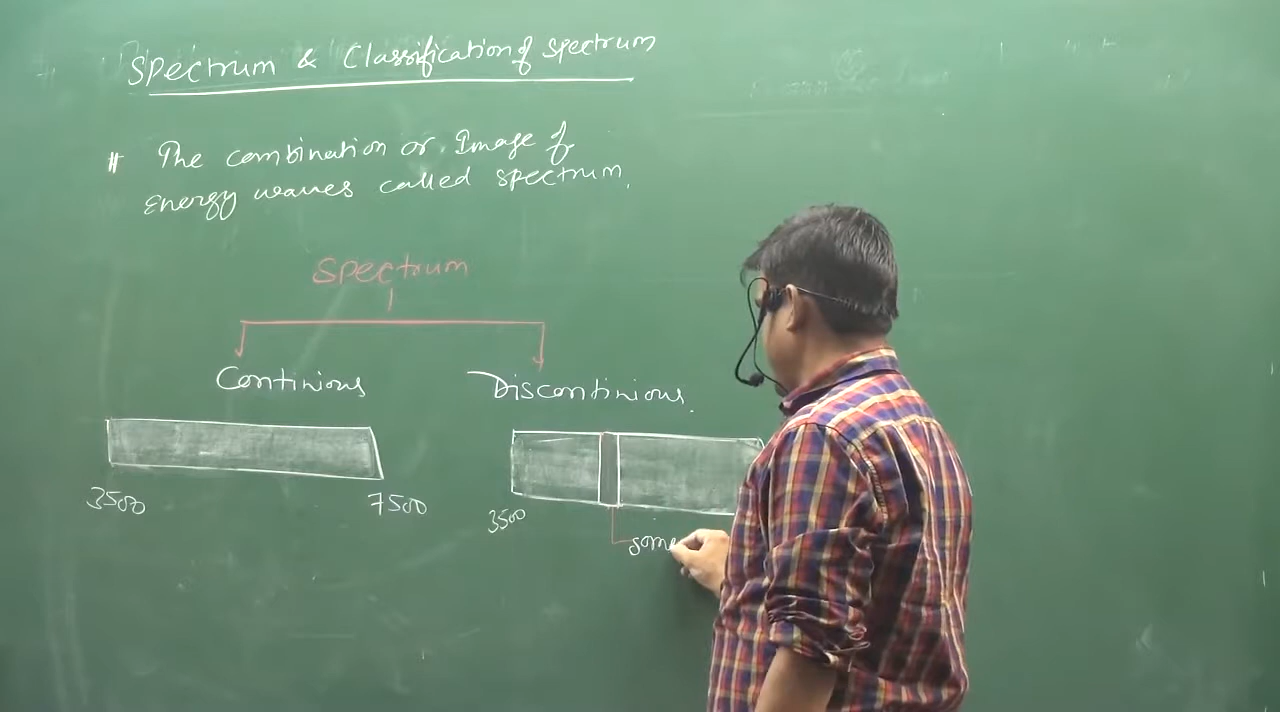 Spectrum & Classification of spectrum
# The combination or Image of
energy waves called spectrum.
Spectrum
Continious
Discontinious.
3500 7500
3500
some